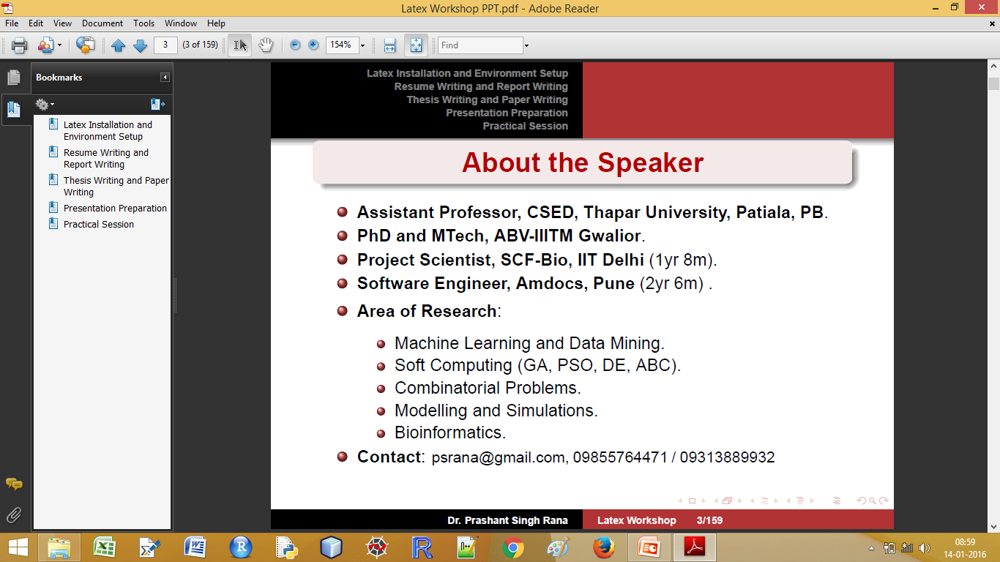 Latex Workshop PPT.pdf - Adobe Reader
File Edit View Document Tools Window Help
3 (3 of 159) 154% Find
Bookmarks
Latex Installation and
Environment Setup
Resume Writing and
Report Writing
Thesis Writing and Paper
Writing
Presentation Preparation
Practical Session
Latex Installation and Environment Setup
Resume Writing and Report Writing
Thesis Writing and Paper Writing
Presentation Preparation
Practical Session
About the Speaker
Assistant Professor, CSED, Thapar University, Patiala, PB.
PhD and MTech, ABV-IIITM Gwalior.
Project Scientist, SCF-Bio, IIT Delhi (1yr 8m).
Software Engineer, Amdocs, Pune (2yr 6m) .
Area of Research:
Machine Learning and Data Mining.
Soft Computing (GA, PSO, DE, ABC).
Combinatorial Problems.
Modelling and Simulations.
Bioinformatics.
Contact: psrana@gmail.com, 09855764471 / 09313889932
Dr. Prashant Singh Rana Latex Workshop 3/159
08:59
14-01-2016